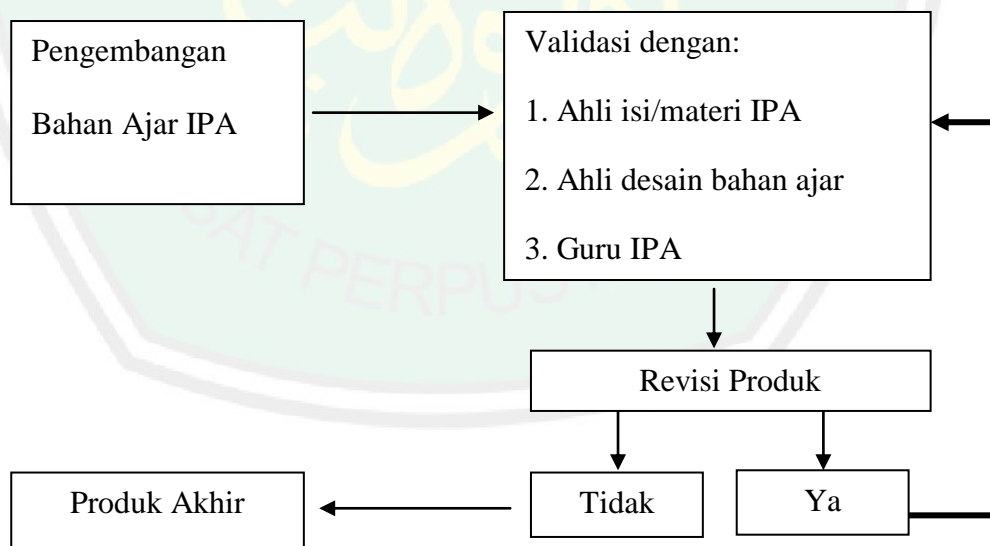 Pengembangan
Bahan Ajar IPA
Validasi dengan:
1. Ahli isi/materi IPA
2. Ahli desain bahan ajar
3. Guru IPA
Revisi Produk
Tidak
Ya
Produk Akhir